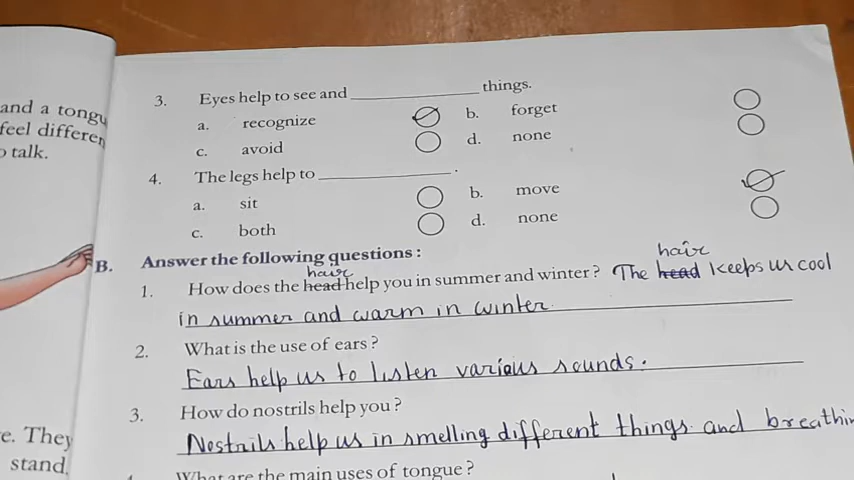 and a tongu
feel differen
o talk.
3. Eyes help to see and ____________ things.
a. recognize b. forget
c. avoid d. none
4. The legs help to ____________.
a. sit b. move
c. both d. none
B. Answer the following questions :
hair hair
1. How does the head help you in summer and winter? The head keeps us cool
in summer and warm in winter.
2. What is the use of ears?
Ears help us to listen various sounds.
3. How do nostrils help you?
Nostrils help us in smelling different things and breathin
e. They
stand.
What are the main uses of tongue?